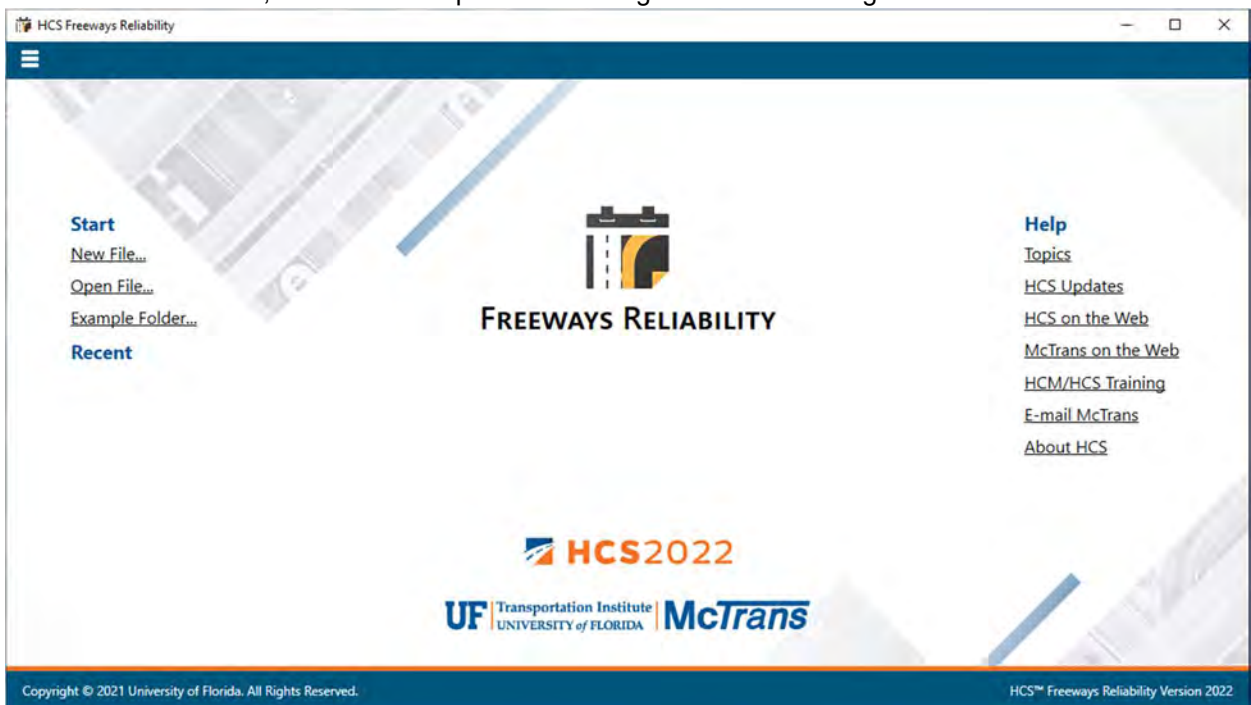 HCS Freeways Reliability
Start
New File...
Open File...
Example Folder...
Recent
FREEWAYS RELIABILITY
Help
Topics
HCS Updates
HCS on the Web
McTrans on the Web
HCM/HCS Training
E-mail McTrans
About HCS
HCS2022
UF Transportation Institute UNIVERSITY of FLORIDA McTrans
Copyright © 2021 University of Florida. All Rights Reserved.
HCS™ Freeways Reliability Version 2022